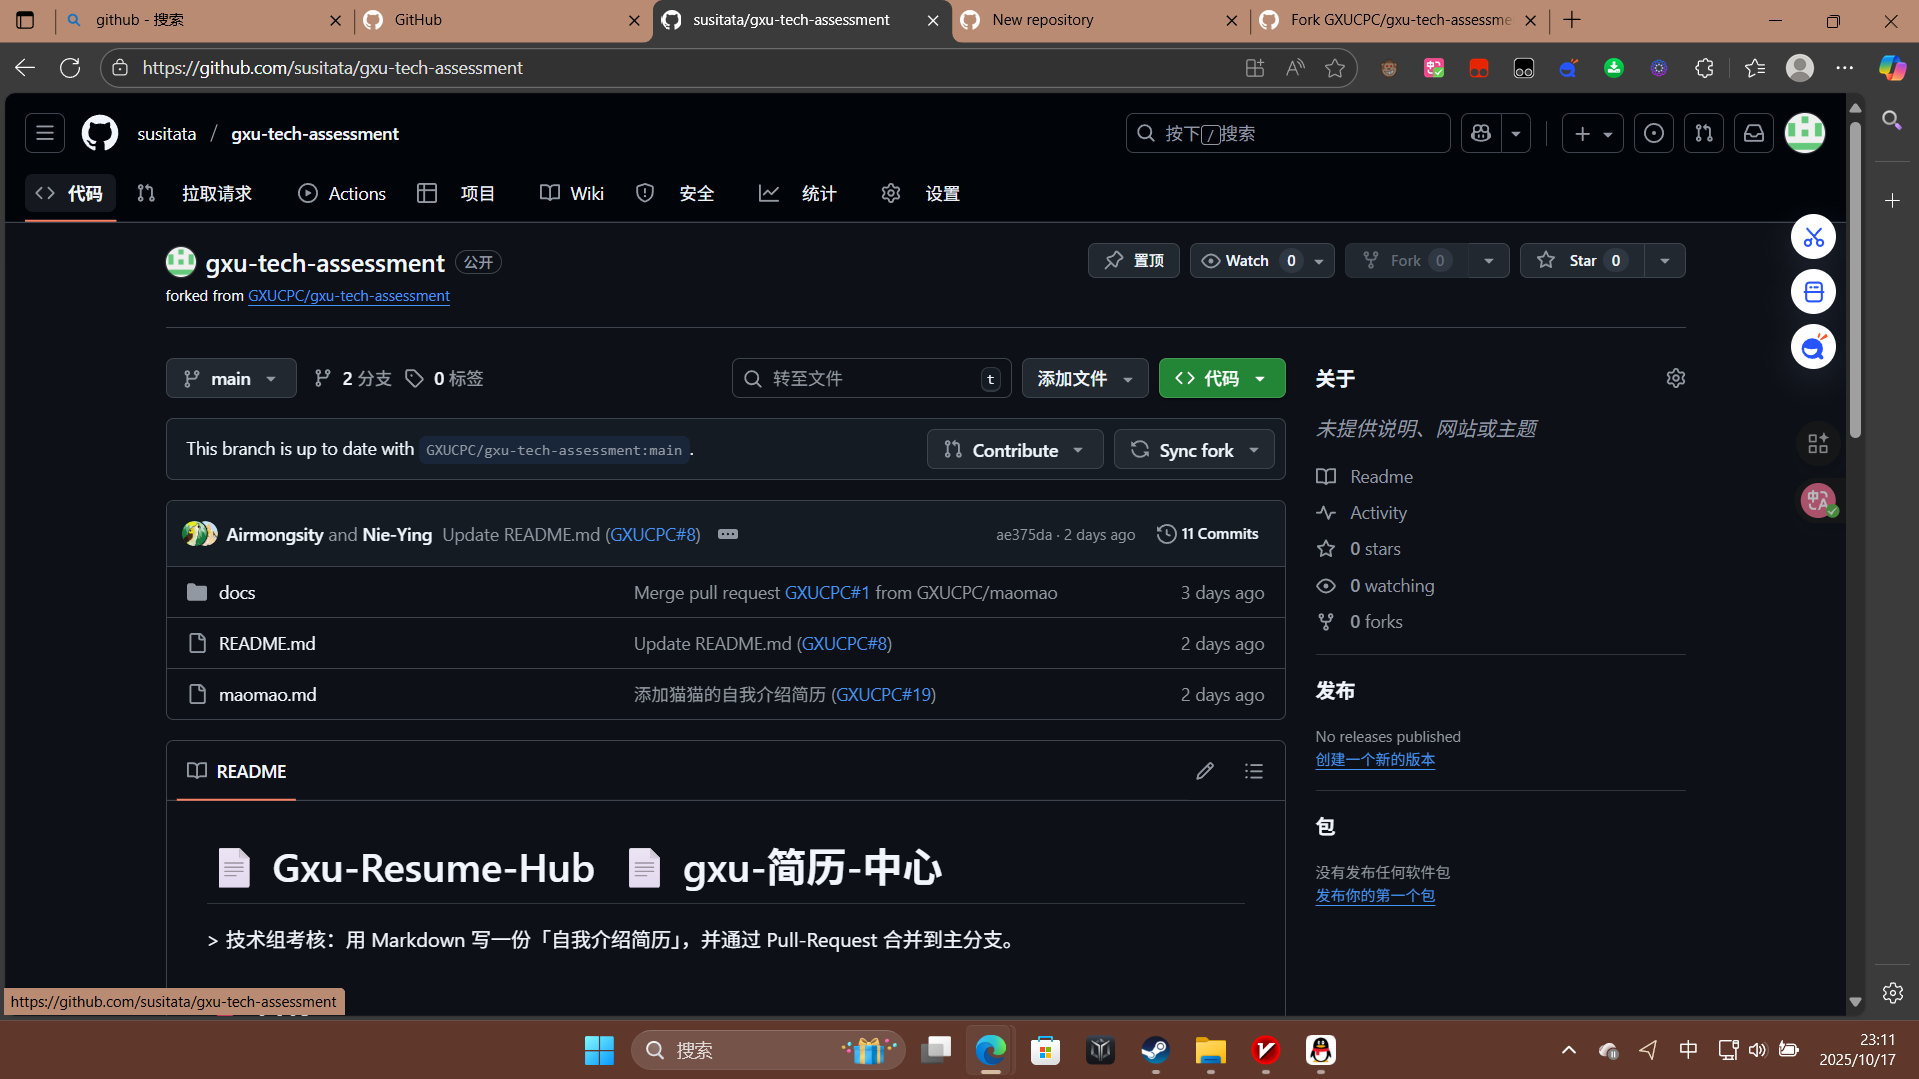 github - 搜索
GitHub
susitata/gxu-tech-assessment
New repository
Fork GXUCPC/gxu-tech-assessme
https://github.com/susitata/gxu-tech-assessment
susitata / gxu-tech-assessment
按下 / 搜索
代码
拉取请求
Actions
项目
Wiki
安全
统计
设置
gxu-tech-assessment 公开
置顶
Watch 0
Fork 0
Star 0
forked from GXUCPC/gxu-tech-assessment
main
2 分支
0 标签
转至文件 t
添加文件
代码
关于
未提供说明、网站或主题
This branch is up to date with GXUCPC/gxu-tech-assessment:main .
Contribute
Sync fork
Readme
Activity
0 stars
0 watching
0 forks
Airmongsity and Nie-Ying Update README.md (GXUCPC#8)
ae375da · 2 days ago
11 Commits
docs
Merge pull request GXUCPC#1 from GXUCPC/maomao
3 days ago
README.md
Update README.md (GXUCPC#8)
2 days ago
maomao.md
添加猫猫的自我介绍简历 (GXUCPC#19)
2 days ago
发布
No releases published
创建一个新的版本
包
没有发布任何软件包
发布你的第一个包
README
Gxu-Resume-Hub gxu-简历-中心
> 技术组考核：用 Markdown 写一份「自我介绍简历」，并通过 Pull-Request 合并到主分支。
https://github.com/susitata/gxu-tech-assessment
搜索
中
23:11
2025/10/17